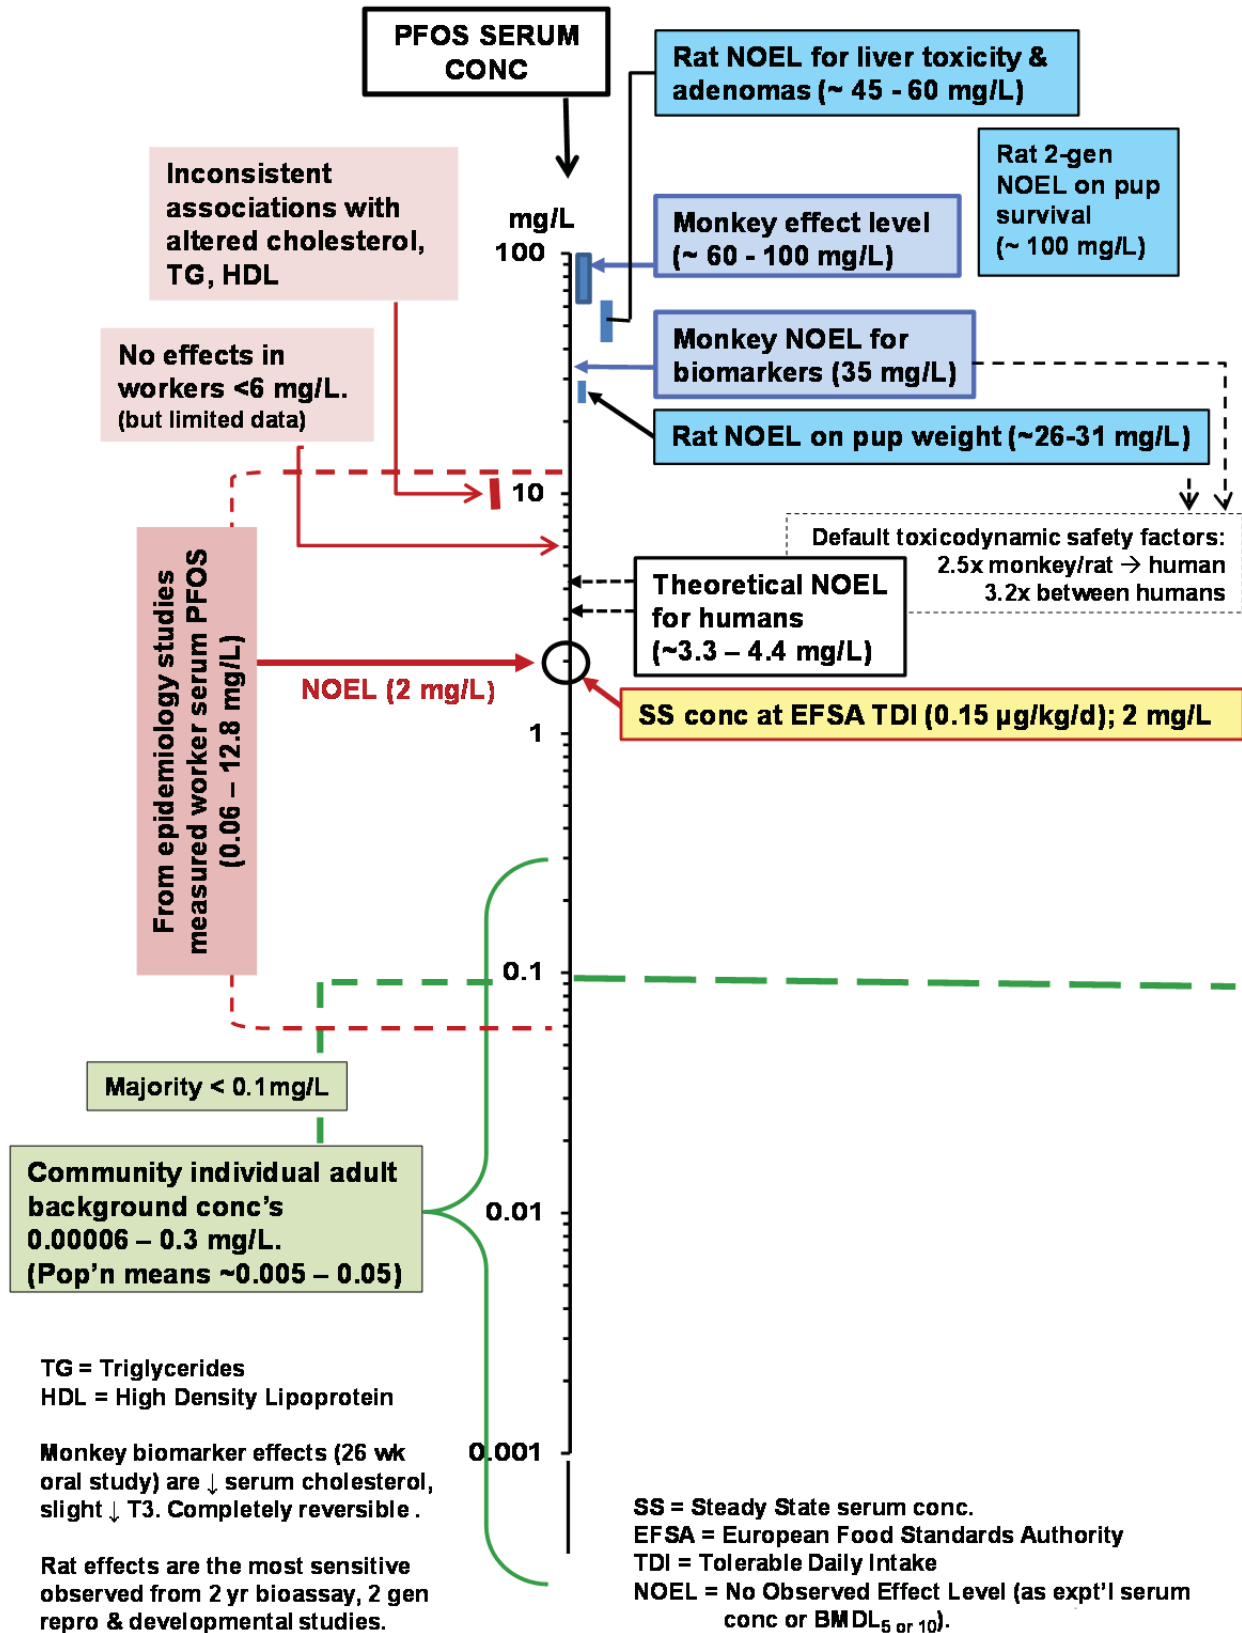 PFOS SERUM
CONC
Rat NOEL for liver toxicity &
adenomas (~ 45 - 60 mg/L)
Rat 2-gen
NOEL on pup
survival
(~ 100 mg/L)
Inconsistent
associations with
altered cholesterol,
TG, HDL
mg/L
Monkey effect level
(~ 60 - 100 mg/L)
100
No effects in
workers <6 mg/L.
(but limited data)
Monkey NOEL for
biomarkers (35 mg/L)
Rat NOEL on pup weight (~26-31 mg/L)
10
Default toxicodynamic safety factors:
2.5x monkey/rat → human
3.2x between humans
From epidemiology studies
measured worker serum PFOS
(0.06 – 12.8 mg/L)
Theoretical NOEL
for humans
(~3.3 – 4.4 mg/L)
NOEL (2 mg/L)
SS conc at EFSA TDI (0.15 µg/kg/d); 2 mg/L
1
0.1
Majority < 0.1mg/L
Community individual adult
background conc's
0.00006 – 0.3 mg/L.
(Pop'n means ~0.005 – 0.05)
0.01
0.001
TG = Triglycerides
HDL = High Density Lipoprotein
Monkey biomarker effects (26 wk
oral study) are ↓ serum cholesterol,
slight ↓ T3. Completely reversible .
Rat effects are the most sensitive
observed from 2 yr bioassay, 2 gen
repro & developmental studies.
SS = Steady State serum conc.
EFSA = European Food Standards Authority
TDI = Tolerable Daily Intake
NOEL = No Observed Effect Level (as expt'l serum
conc or BMDL5 or 10).